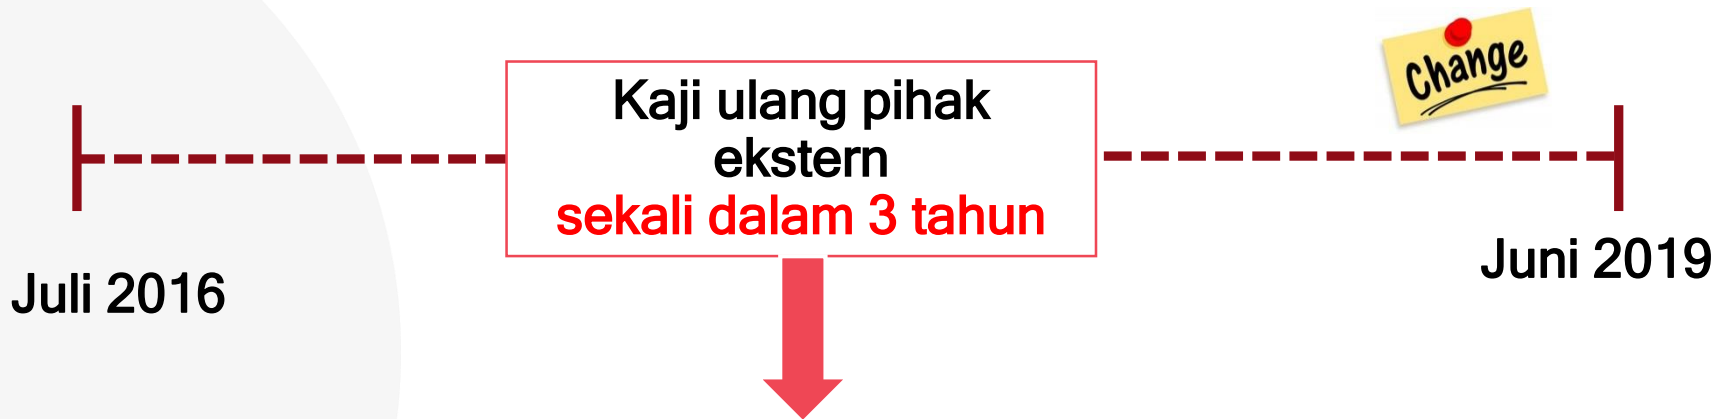 Change
Kaji ulang pihak
ekstern
sekali dalam 3 tahun
Juli 2016
Juni 2019